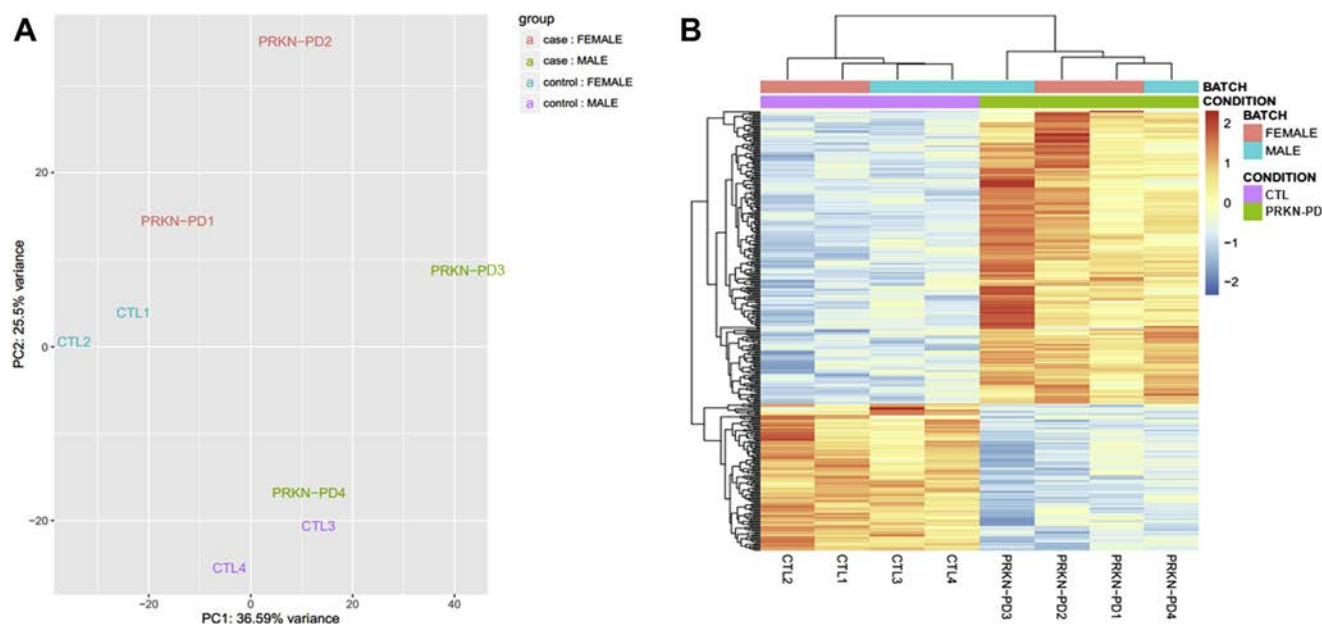 A
group
a case : FEMALE
a case : MALE
a control : FEMALE
a control : MALE
PRKN−PD2
PRKN−PD1
PRKN−PD3
CTL1
CTL2
PRKN−PD4
CTL3
CTL4
20
0
−20
PC2: 25.5% variance
−20
0
20
40
PC1: 36.59% variance
B
BATCH
CONDITION
2
1
0
−1
−2
BATCH
FEMALE
MALE
CONDITION
CTL
PRKN-PD
CTL2
CTL1
CTL3
CTL4
PRKN-PD3
PRKN-PD2
PRKN-PD1
PRKN-PD4